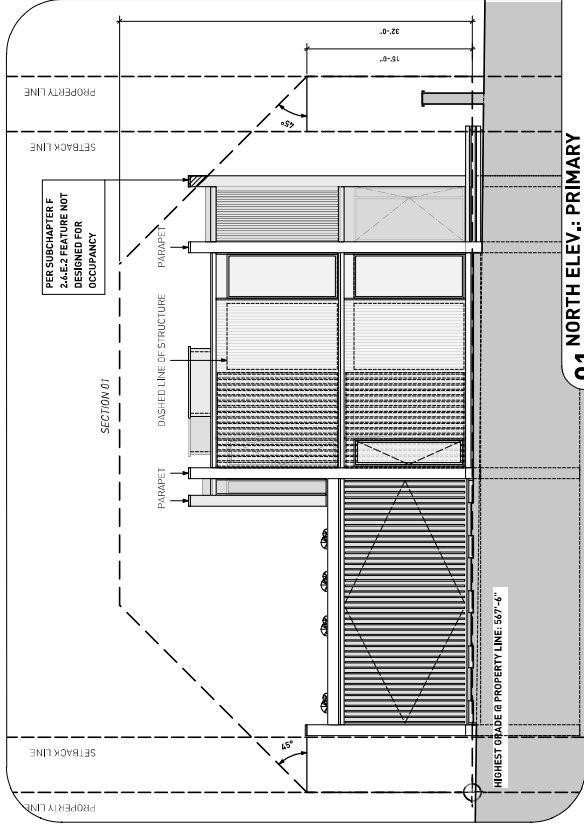 32'-0"
15'-0"
PROPERTY LINE
SETBACK LINE
45°
PER SUBCHAPTER F
2.6.E.2 FEATURE NOT
DESIGNED FOR
OCCUPANCY
PARAPET
DASHED LINE OF STRUCTURE
SECTION 01
PARAPET
45°
SETBACK LINE
PROPERTY LINE
HIGHEST GRADE @ PROPERTY LINE: 567'-6"
01 NORTH ELEV.: PRIMARY